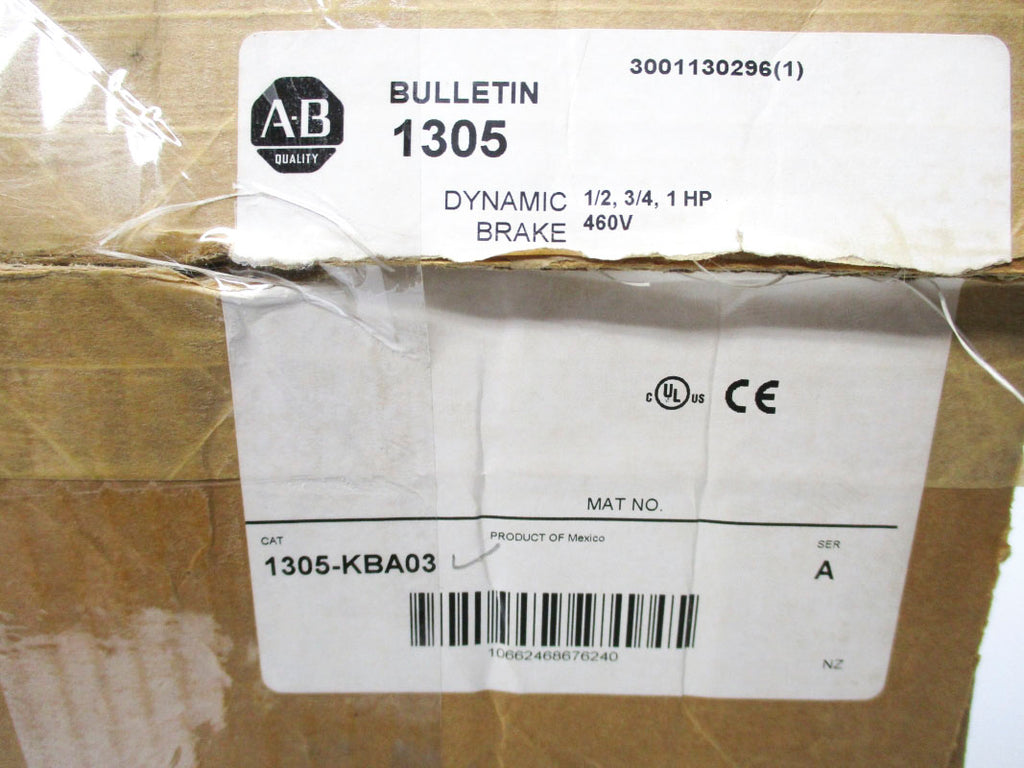 3001130296(1)
A-B
QUALITY
BULLETIN
1305
DYNAMIC BRAKE
1/2, 3/4, 1 HP
460V
c UL US CE
MAT NO.
CAT
PRODUCT OF Mexico
SER
1305-KBA03
A
10662468676240
NZ